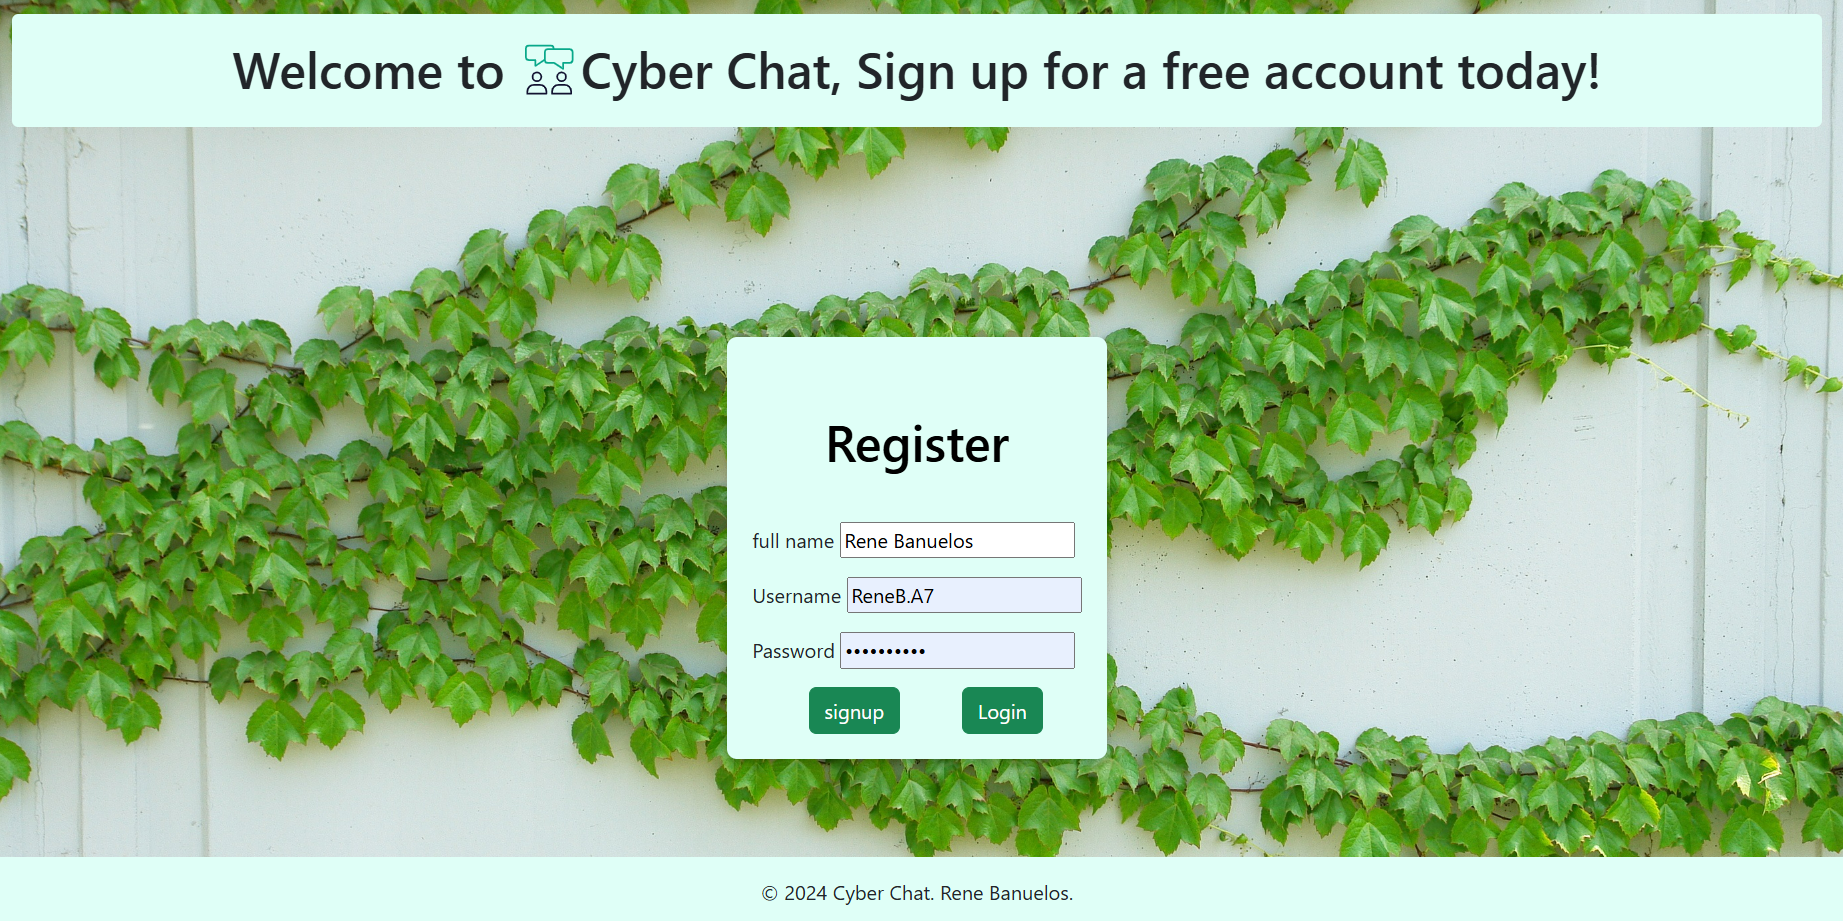 Welcome to Cyber Chat, Sign up for a free account today!
Register
full name Rene Banuelos
Username ReneB.A7
Password ••••••••••
signup Login
© 2024 Cyber Chat. Rene Banuelos.